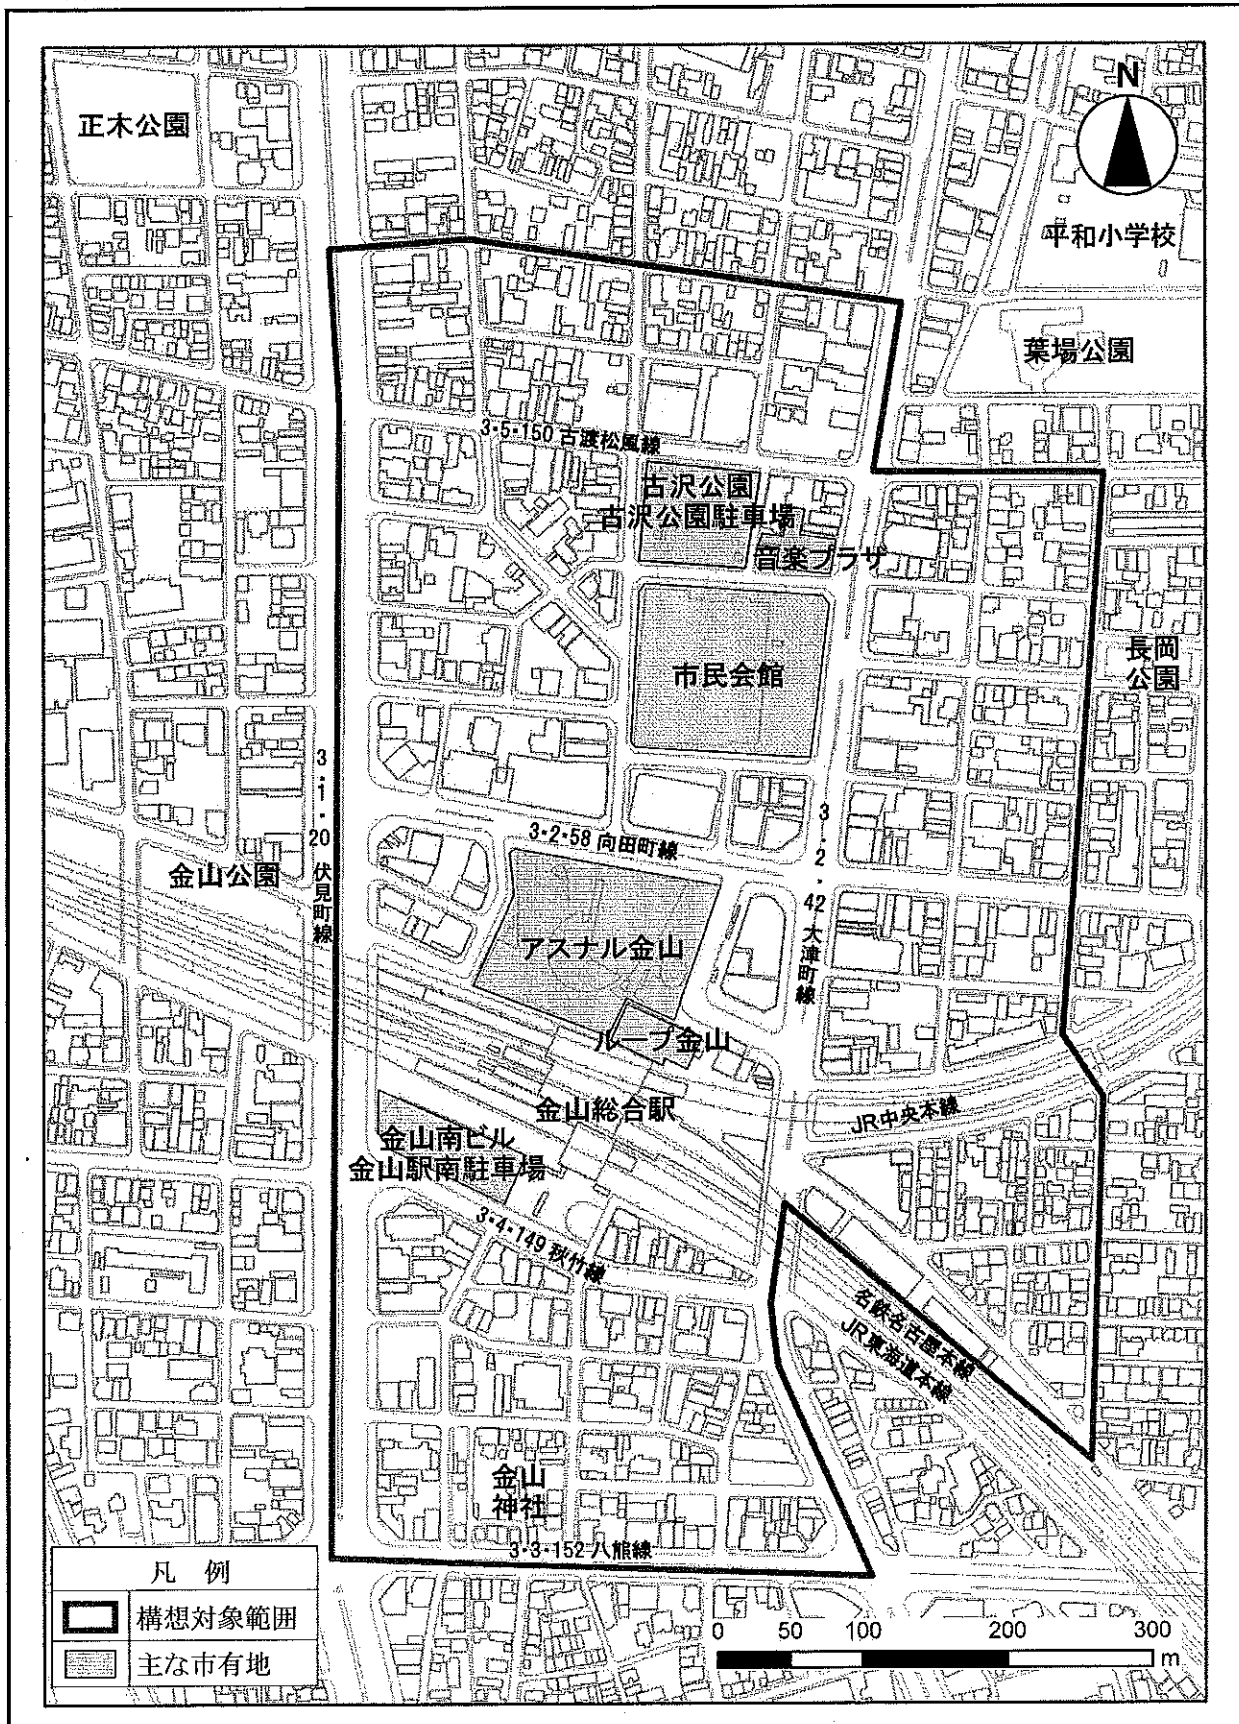 N
正木公園
平和小学校
葉場公園
3・5・150 古渡松風線
古沢公園
古沢公園駐車場
音楽プラザ
市民会館
長岡
公園
3・1・20 伏見町線
3・2・58 向田町線
3・2・42 大津町線
金山公園
アスナル金山
ループ金山
金山総合駅
JR中央本線
金山南ビル
金山駅南駐車場
3・4・149 秋竹線
名鉄名古屋本線
JR東海道本線
金山
神社
3・3・152 八熊線
凡 例
構想対象範囲
主な市有地
0 50 100 200 300
m